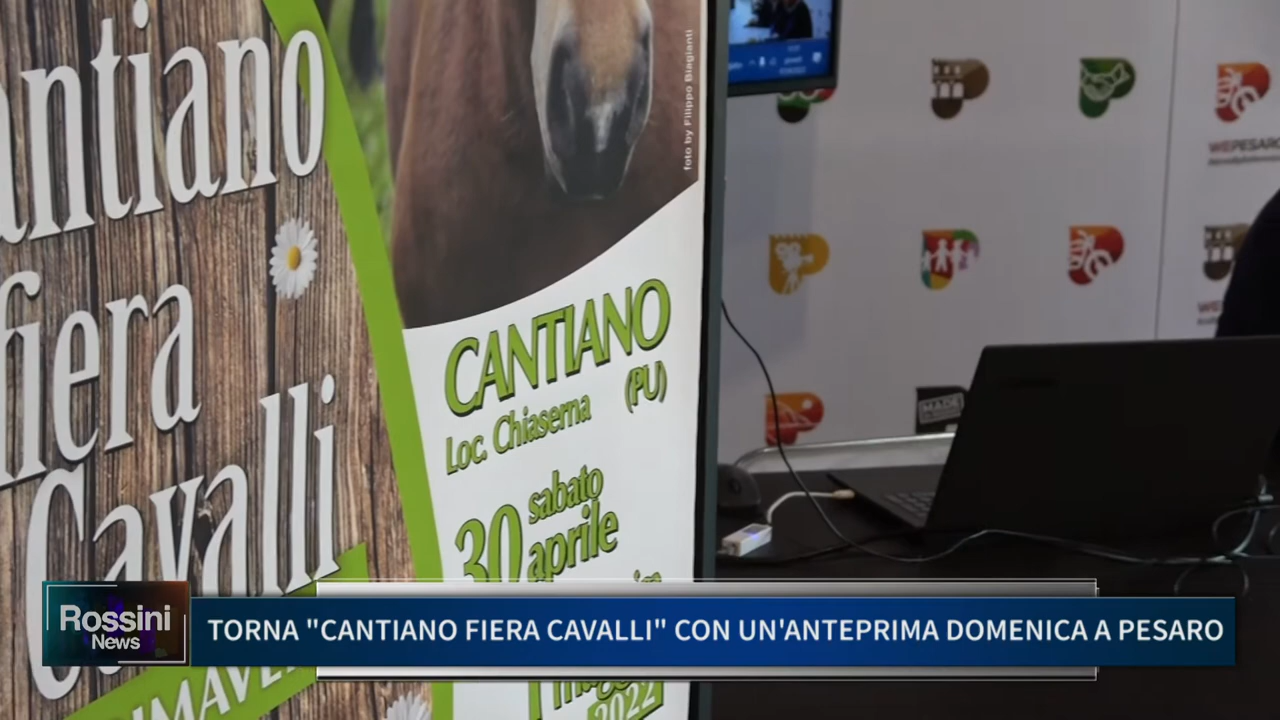 antiano
fiera
Cavalli
foto by Filippo Biagianti
CANTIANO
(PU)
Loc. Chiaserna
30 sabato
aprile
2022
WEPESARO
MADE
Rossini
News
TORNA "CANTIANO FIERA CAVALLI" CON UN'ANTEPRIMA DOMENICA A PESARO